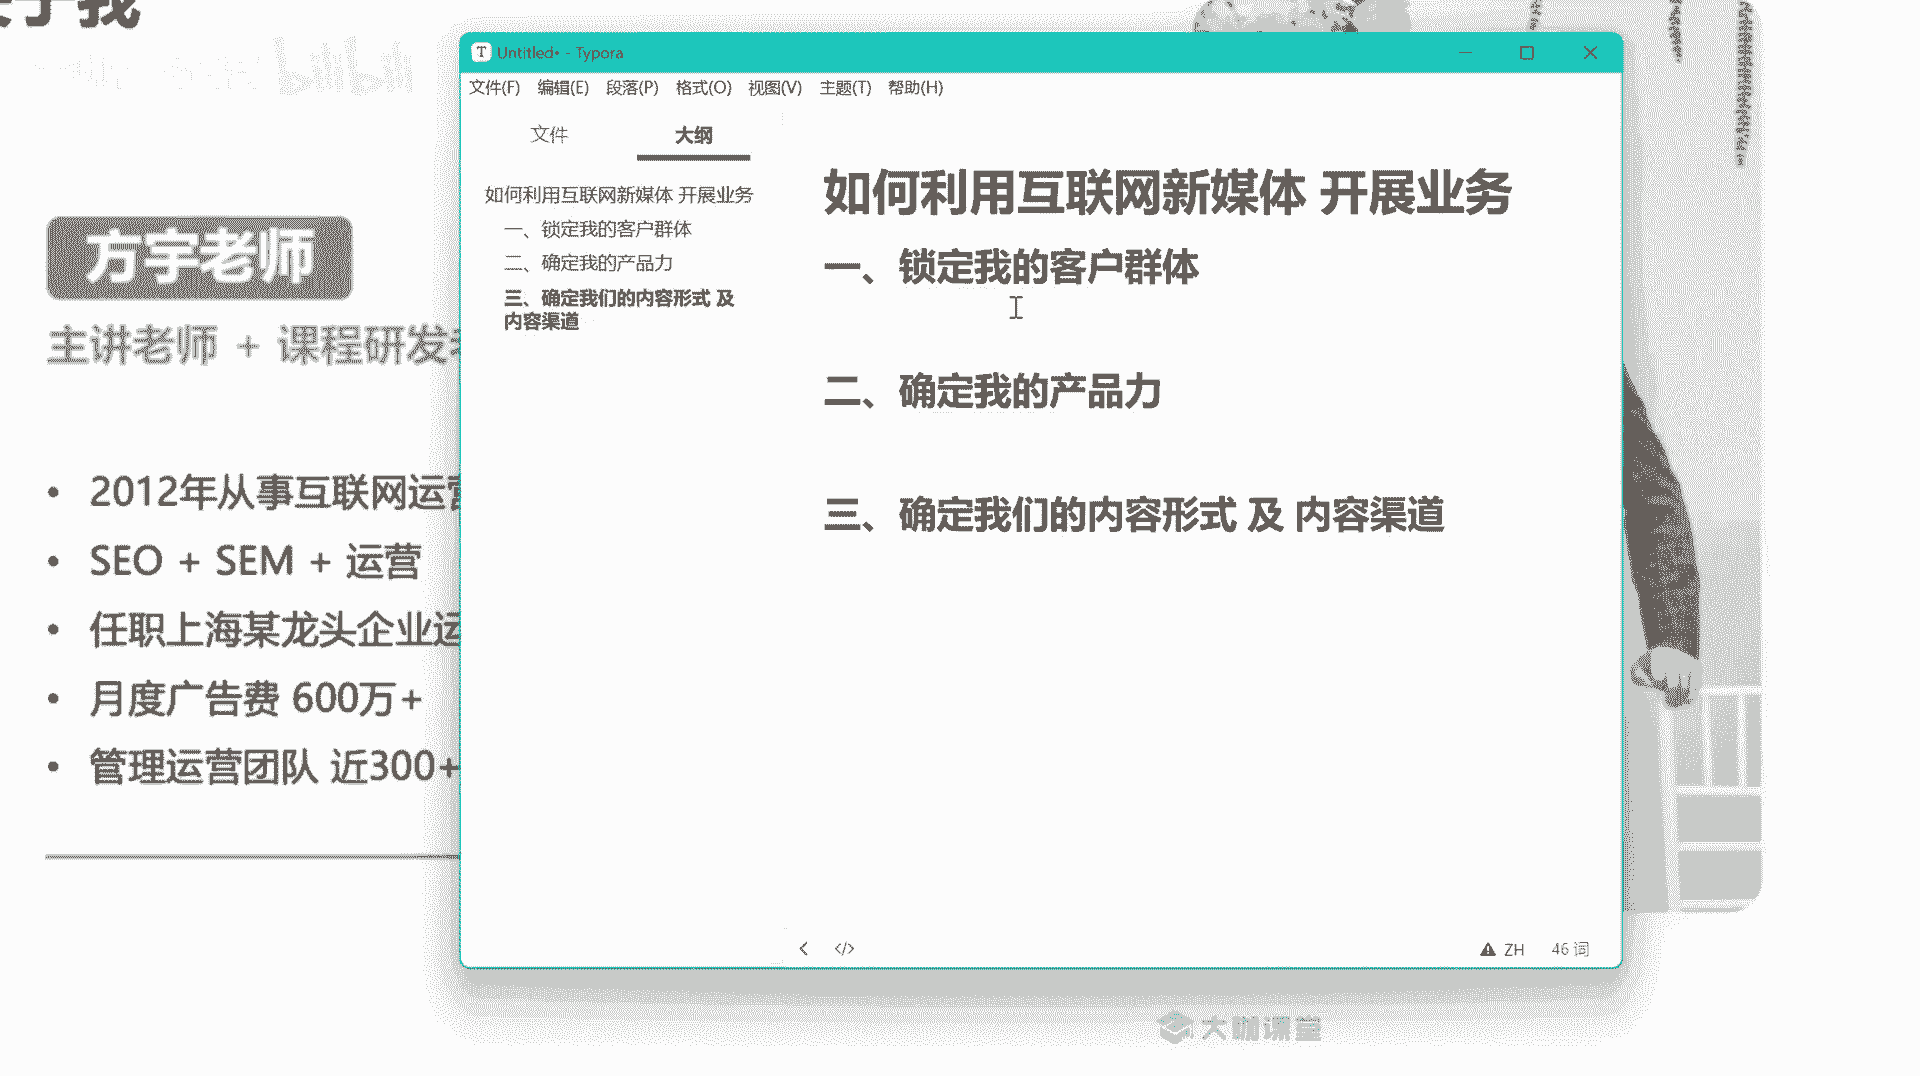 bilibili
方宇老师
主讲老师 + 课程研发
2012年从事互联网运营
SEO + SEM + 运营
任职上海某龙头企业运
月度广告费 600万+
管理运营团队 近300+
Untitled• - Typora
文件(F) 编辑(E) 段落(P) 格式(O) 视图(V) 主题(T) 帮助(H)
文件 大纲
如何利用互联网新媒体 开展业务
一、锁定我的客户群体
二、确定我的产品力
三、确定我们的内容形式 及
内容渠道
如何利用互联网新媒体 开展业务
一、锁定我的客户群体
二、确定我的产品力
三、确定我们的内容形式 及 内容渠道
ZH 46 词
大咖课堂